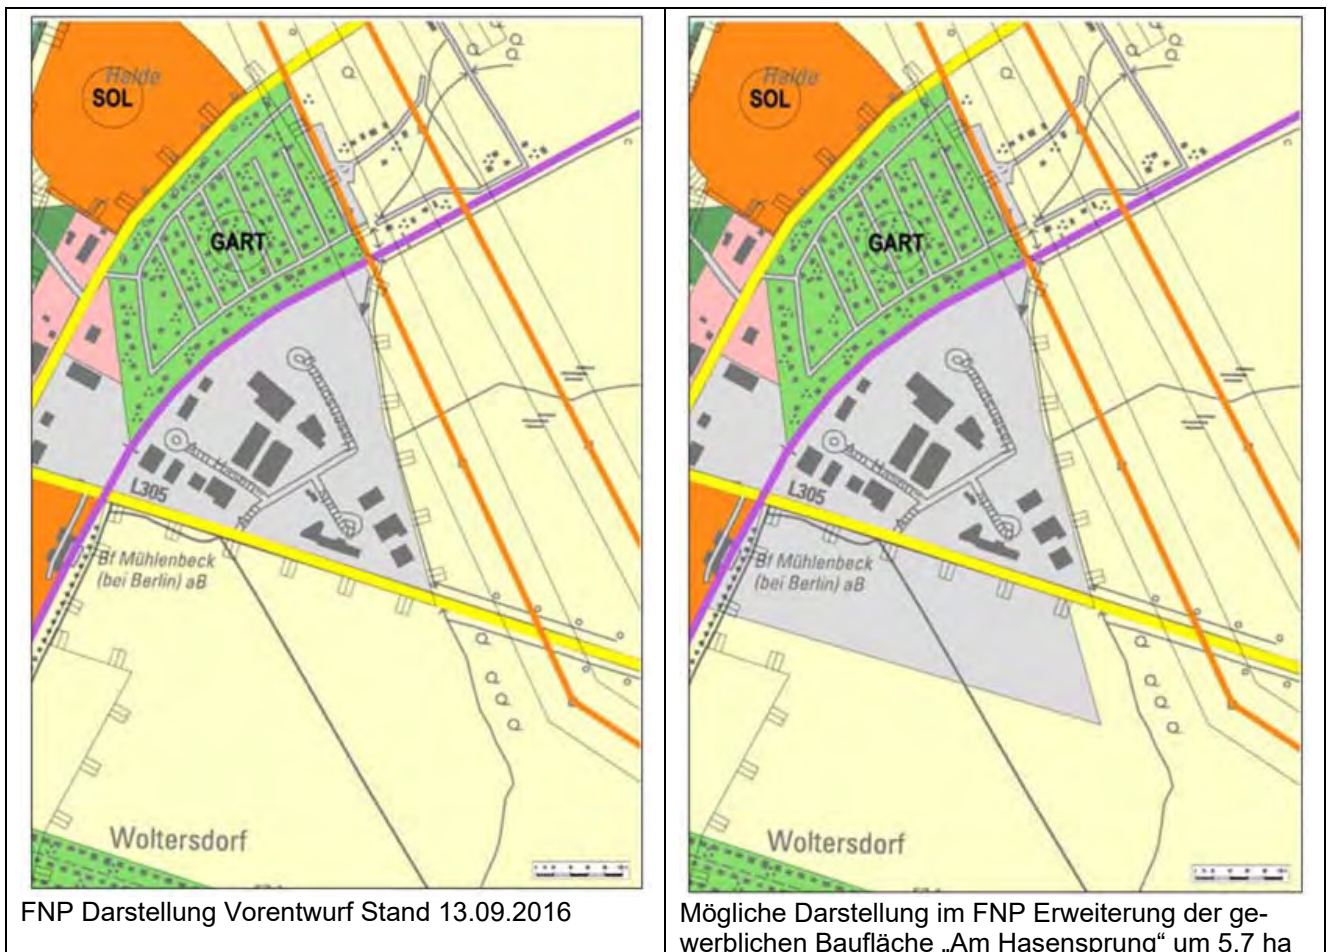 Halde
SOL
GART
Am Hasensprung
L305
Bf Mühlenbeck
(bei Berlin) aB
Woltersdorf
FNP Darstellung Vorentwurf Stand 13.09.2016
Halde
SOL
GART
L305
Bf Mühlenbeck
(bei Berlin) aB
Woltersdorf
Mögliche Darstellung im FNP Erweiterung der ge-
werblichen Baufläche „Am Hasensprung“ um 5,7 ha